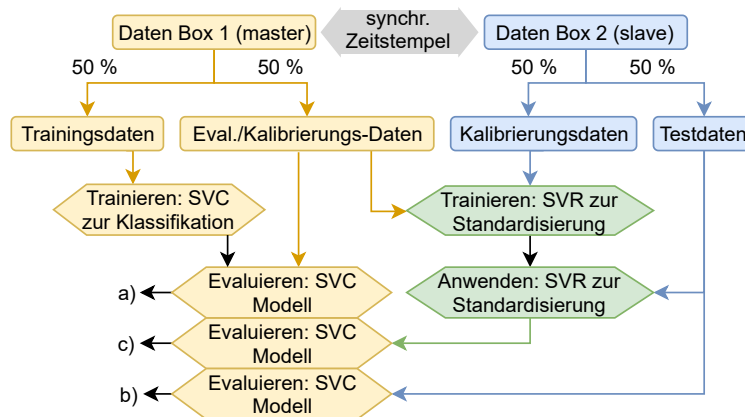 Daten Box 1 (master)
synchr.
Zeitstempel
Daten Box 2 (slave)
50 %
50 %
50 %
50 %
Trainingsdaten
Eval./Kalibrierungs-Daten
Kalibrierungsdaten
Testdaten
Trainieren: SVC
zur Klassifikation
Trainieren: SVR zur
Standardisierung
a)
Evaluieren: SVC
Modell
Anwenden: SVR zur
Standardisierung
c)
Evaluieren: SVC
Modell
b)
Evaluieren: SVC
Modell